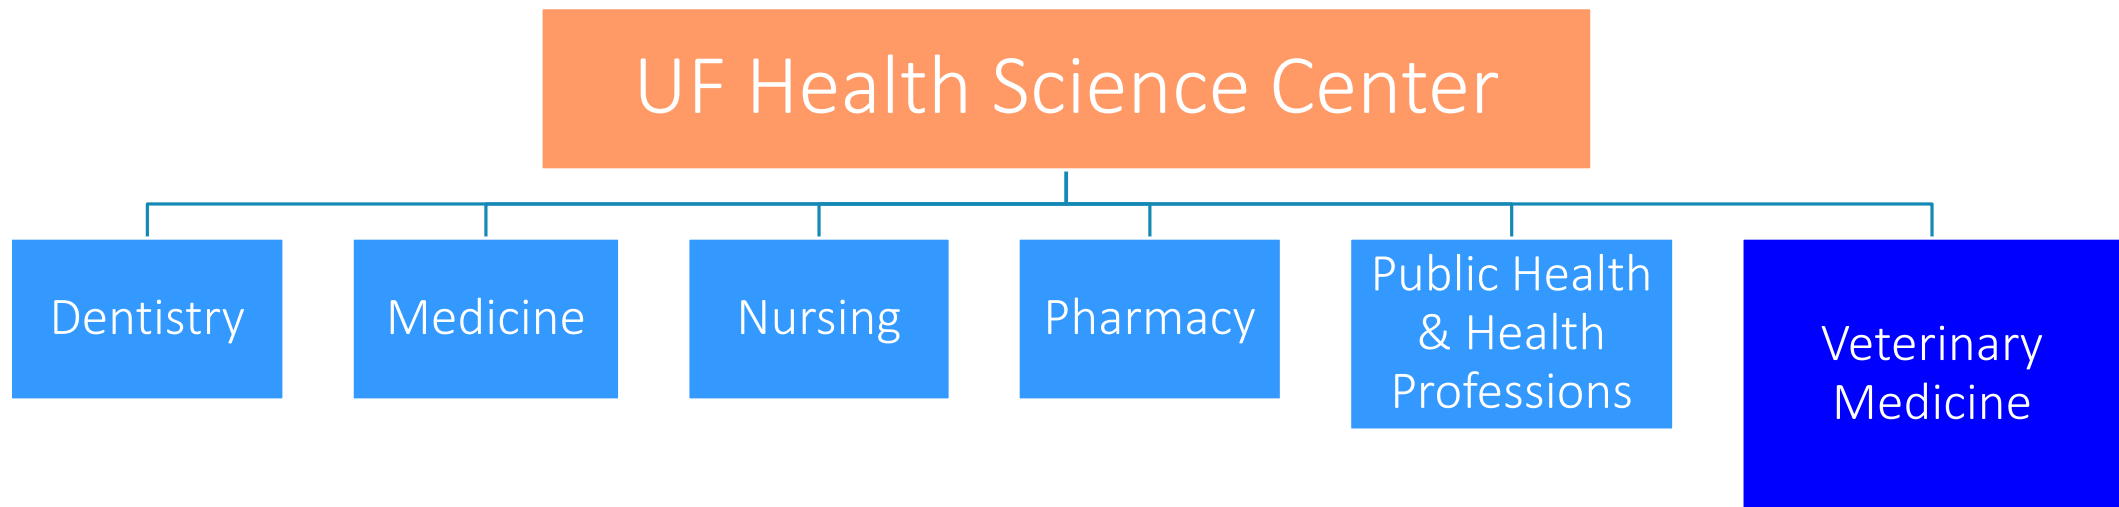 UF Health Science Center
Dentistry
Medicine
Nursing
Pharmacy
Public Health
& Health
Professions
Veterinary
Medicine